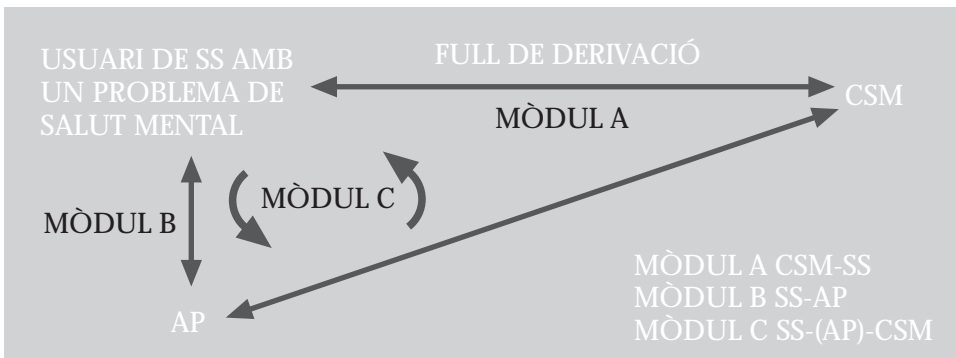 USUARI DE SS AMB
UN PROBLEMA DE
SALUT MENTAL
FULL DE DERIVACIÓ
MÒDUL A
CSM
MÒDUL B
MÒDUL C
AP
MÒDUL A CSM-SS
MÒDUL B SS-AP
MÒDUL C SS-(AP)-CSM